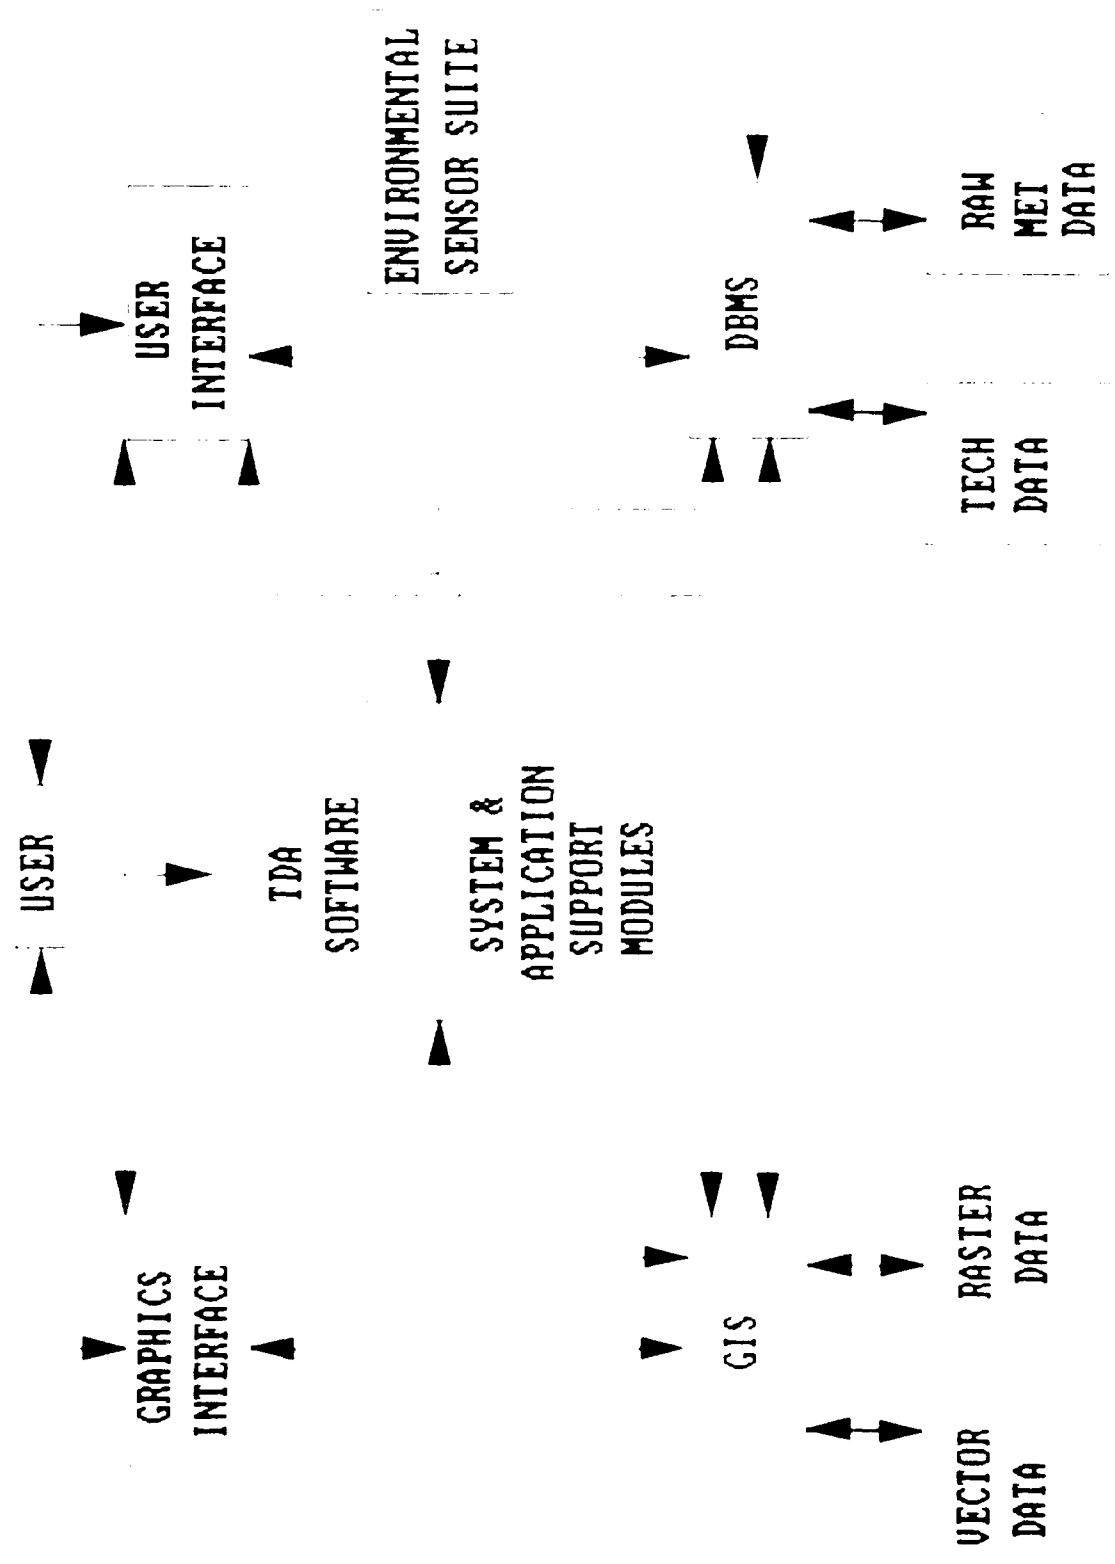 USER
GRAPHICS
INTERFACE
USER
INTERFACE
TDA
SOFTWARE
ENVIRONMENTAL
SENSOR SUITE
SYSTEM &
APPLICATION
SUPPORT
MODULES
GIS
DBMS
VECTOR
DATA
RASTER
DATA
TECH
DATA
RAW
MET
DATA